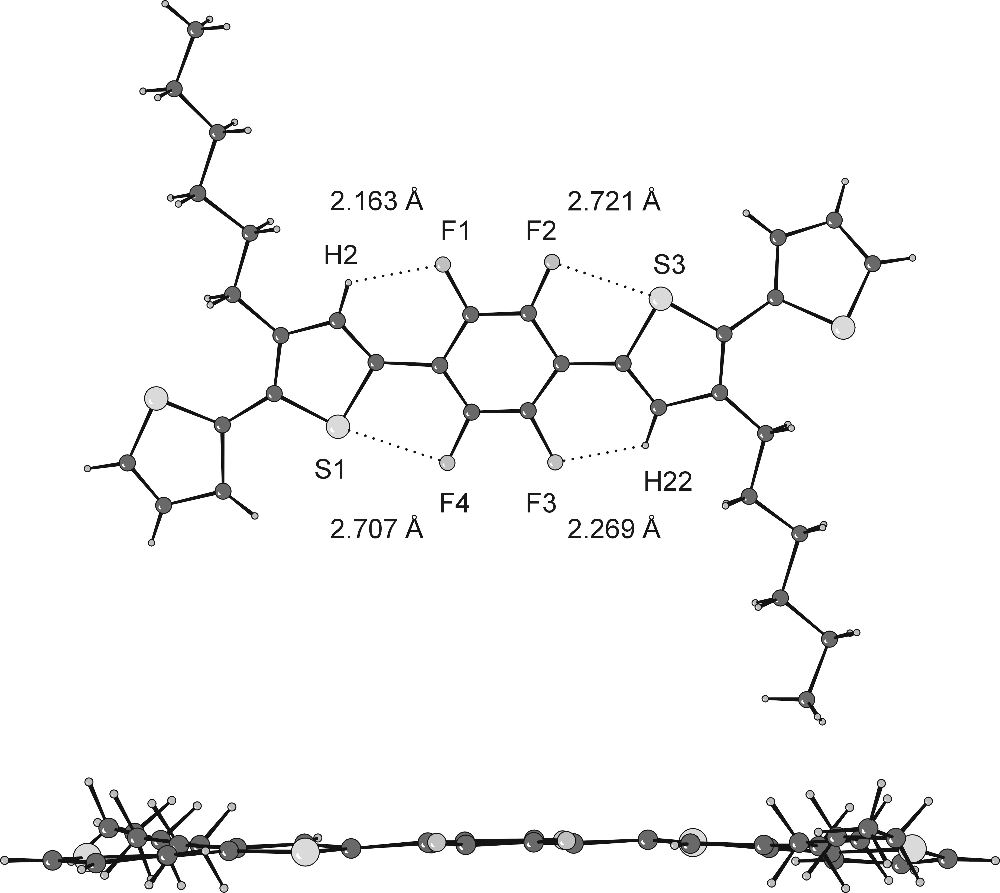 2.163 Å 2.721 Å
F1 F2
H2 S3
S1 H22
F4 F3
2.707 Å 2.269 Å